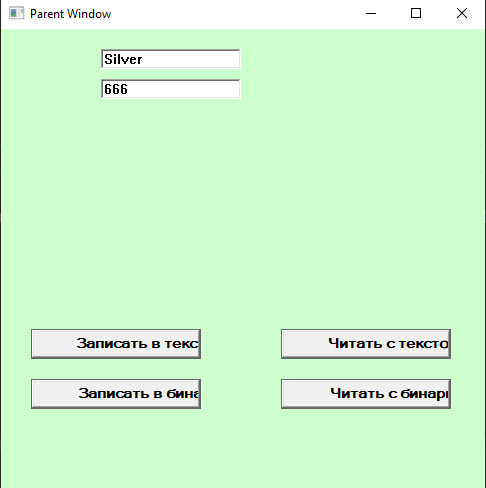 Parent Window
Silver
666
Записать в текс
Читать с тексто
Записать в бина
Читать с бинар